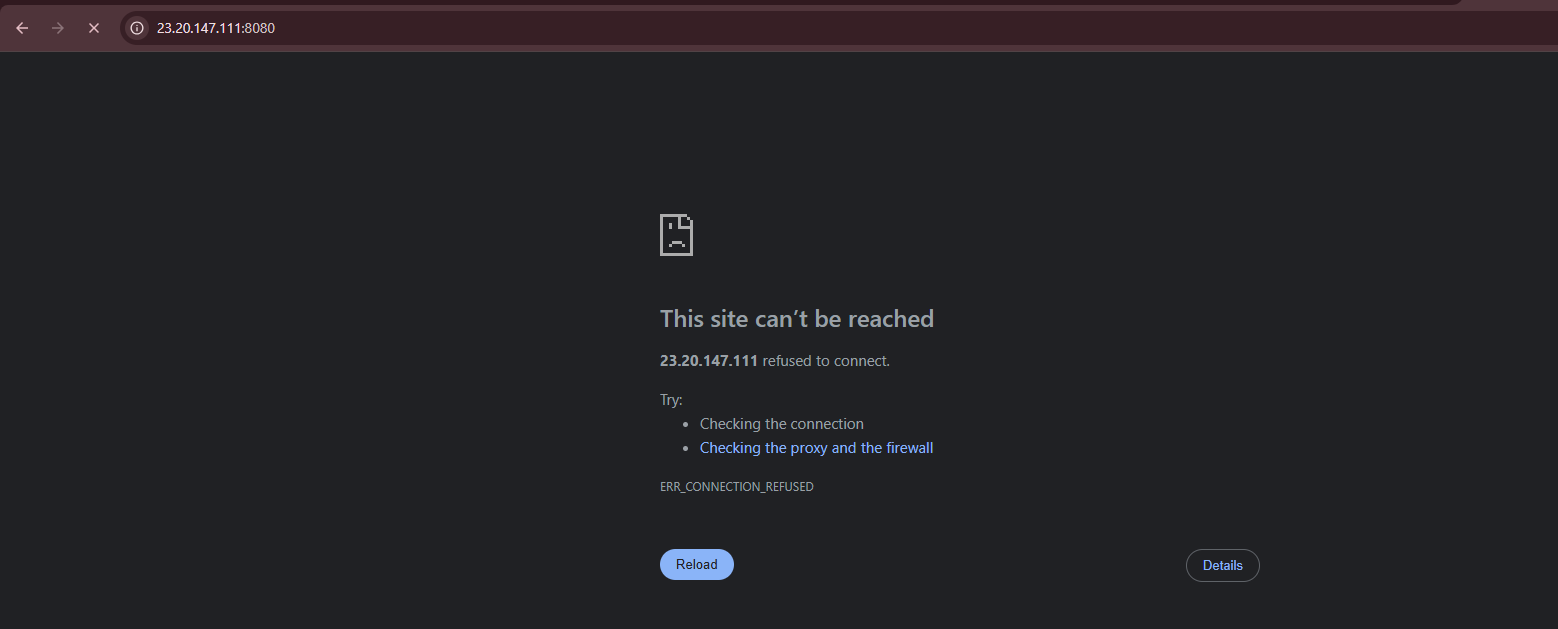 23.20.147.111:8080
This site can’t be reached
23.20.147.111 refused to connect.
Try:
• Checking the connection
• Checking the proxy and the firewall
ERR_CONNECTION_REFUSED
Reload
Details